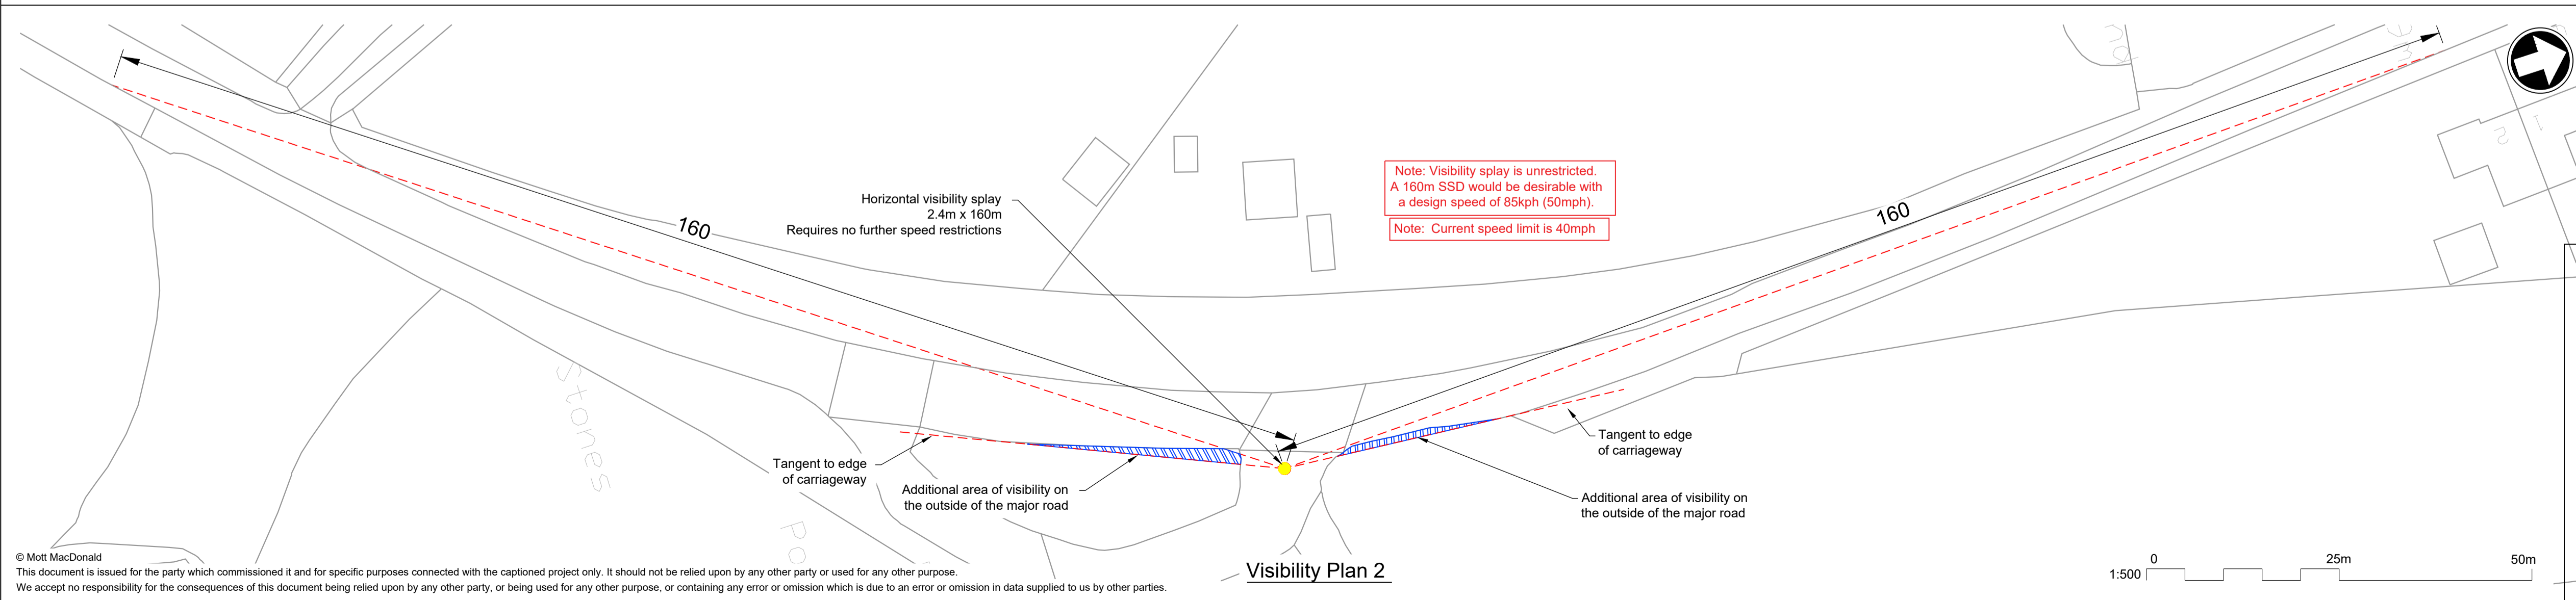 160
Horizontal visibility splay
2.4m x 160m
Requires no further speed restrictions
Note: Visibility splay is unrestricted.
A 160m SSD would be desirable with
a design speed of 85kph (50mph).
Note: Current speed limit is 40mph
160
Stones
Po
Tangent to edge
of carriageway
Additional area of visibility on
the outside of the major road
Tangent to edge
of carriageway
Additional area of visibility on
the outside of the major road
Visibility Plan 2
© Mott MacDonald
This document is issued for the party which commissioned it and for specific purposes connected with the captioned project only. It should not be relied upon by any other party or used for any other purpose.
We accept no responsibility for the consequences of this document being relied upon by any other party, or being used for any other purpose, or containing any error or omission which is due to an error or omission in data supplied to us by other parties.
0 25m 50m
1:500